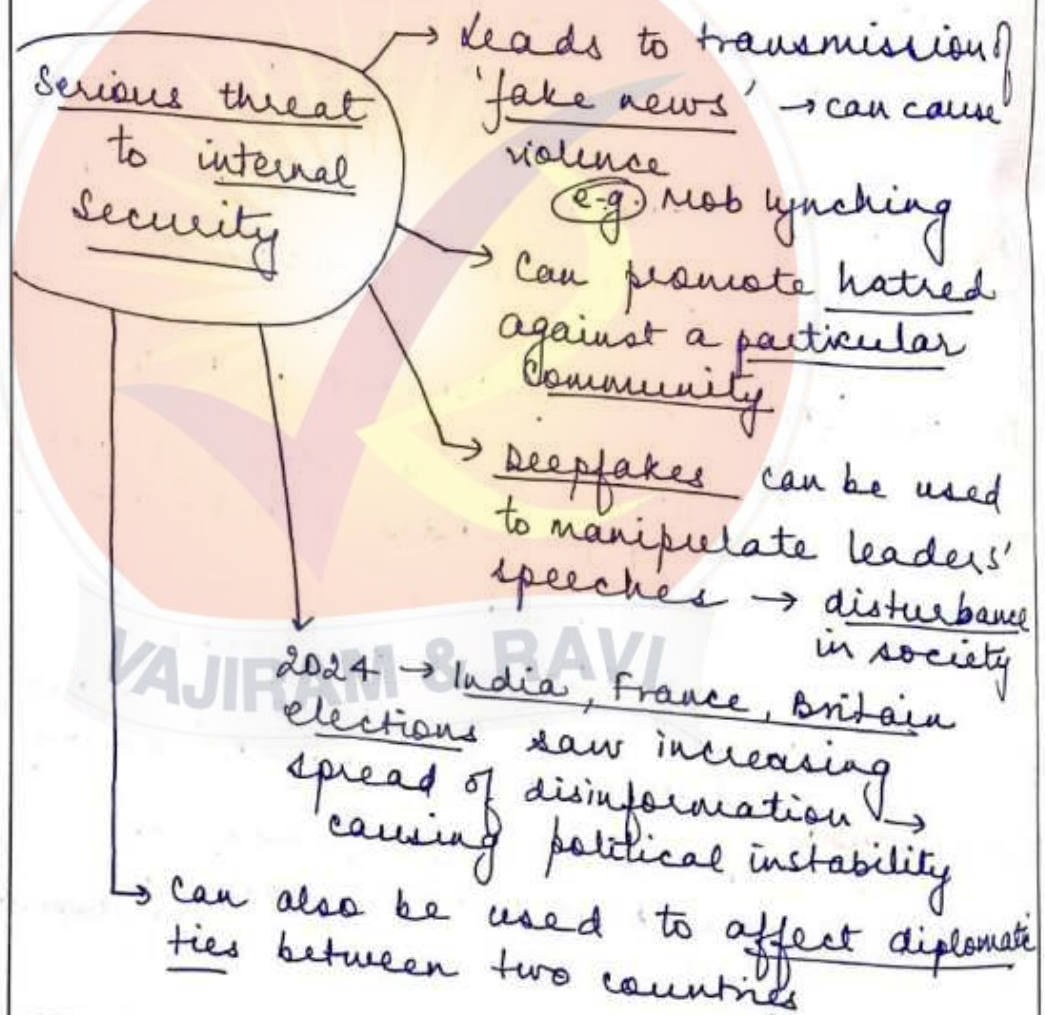 Serious threat
to internal
Security
→ Leads to transmission of
'fake news' → can cause
violence
e.g. Mob lynching
→ Can promote hatred
against a particular
Community
→ Deepfakes can be used
to manipulate leaders'
speeches → disturbance
in society
VAJIRAM & RAVI
2024 → India, France, Britain
elections saw increasing
spread of disinformation →
causing political instability
→ Can also be used to affect diplomatic
ties between two countries